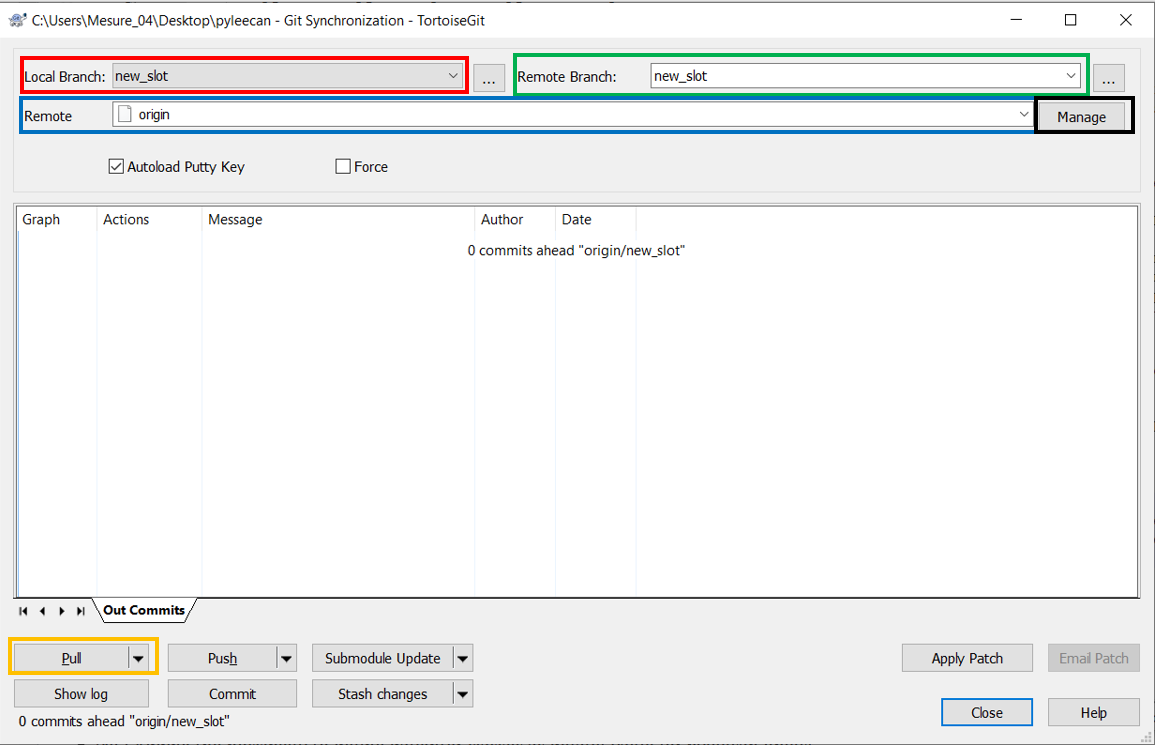 C:\Users\Mesure_04\Desktop\pyleecan - Git Synchronization - TortoiseGit
Local Branch: new_slot ... Remote Branch: new_slot ...
Remote origin Manage
Autoload Putty Key Force
Graph Actions Message Author Date
0 commits ahead "origin/new_slot"
Out Commits
Pull Push Submodule Update Apply Patch Email Patch
Show log Commit Stash changes
0 commits ahead "origin/new_slot" Close Help